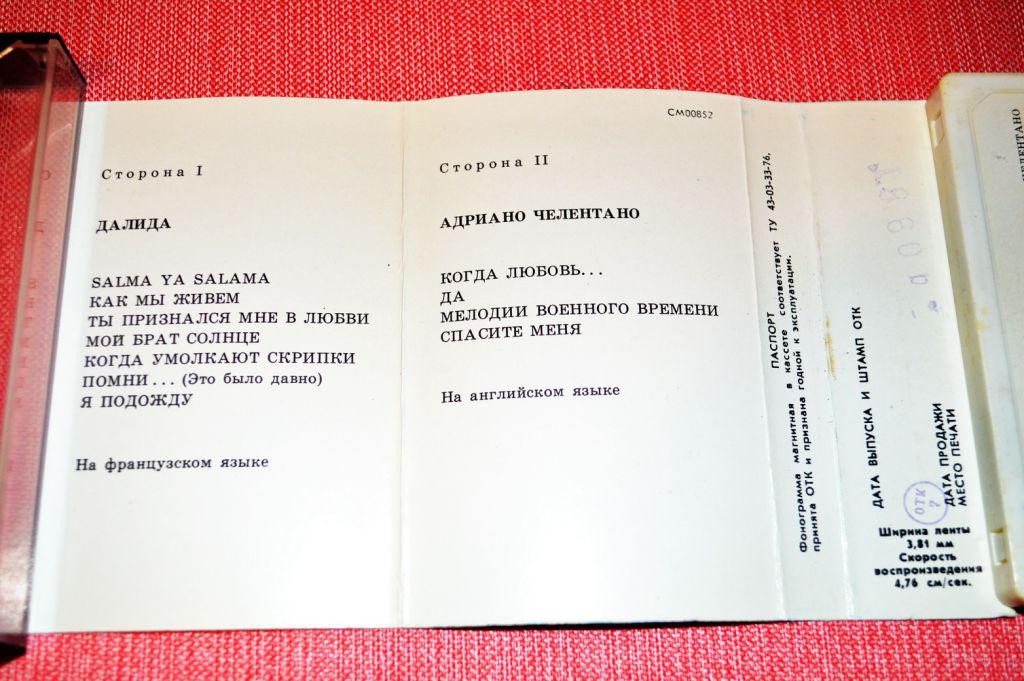 Сторона I
ДАЛИДА
SALMA YA SALAMA
КАК МЫ ЖИВЕМ
ТЫ ПРИЗНАЛСЯ МНЕ В ЛЮБВИ
МОИ БРАТ СОЛНЦЕ
КОГДА УМОЛКАЮТ СКРИПКИ
ПОМНИ... (Это было давно)
Я ПОДОЖДУ
На французском языке
СМ00852
Сторона II
АДРИАНО ЧЕЛЕНТАНО
КОГДА ЛЮБОВЬ...
ДА
МЕЛОДИИ ВОЕННОГО ВРЕМЕНИ
СПАСИТЕ МЕНЯ
На английском языке
ПАСПОРТ
Фонограмма магнитная в кассете соответствует ТУ 43-03-33-76,
принята ОТК и признана годной к эксплуатации.
ДАТА ВЫПУСКА И ШТАМП ОТК
ОТК
7
ДАТА ПРОДАЖИ
МЕСТО ПЕЧАТИ
Ширина ленты
3,81 мм
Скорость
воспроизведения
4,76 см/сек.
ЧЕЛЕНТАНО